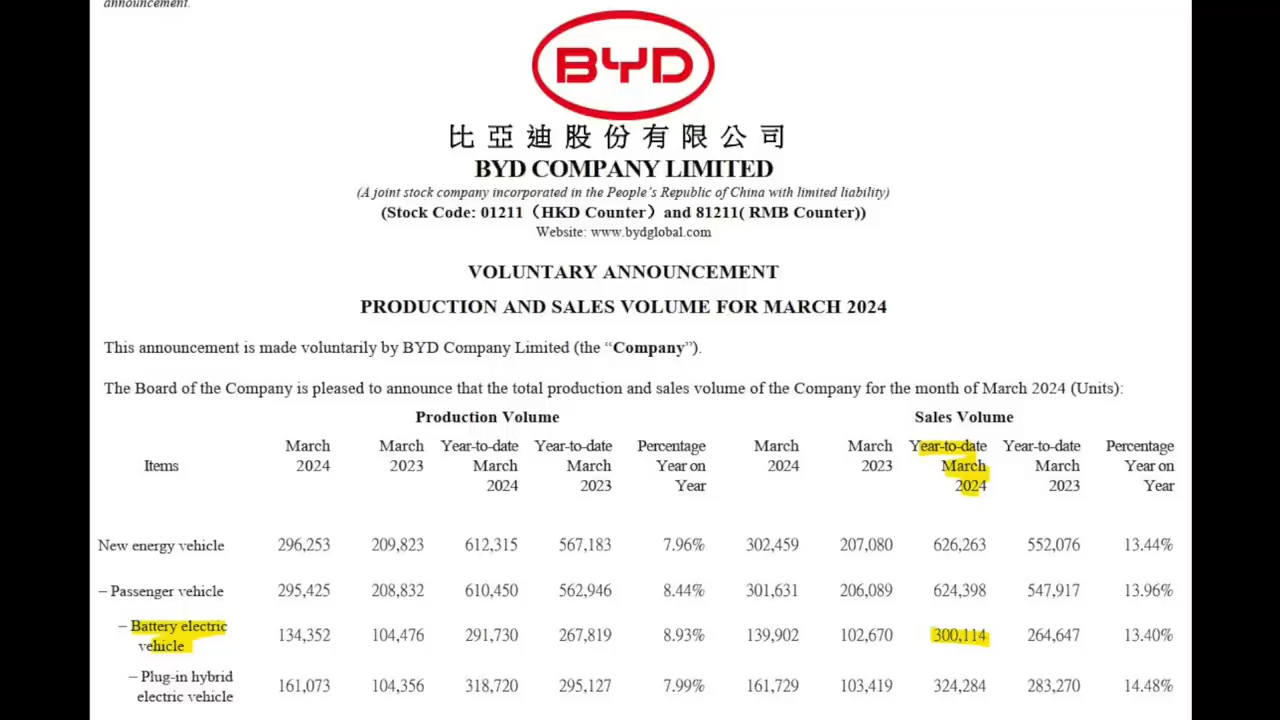 announcement.
BYD
比亞迪股份有限公司
BYD COMPANY LIMITED
(A joint stock company incorporated in the People's Republic of China with limited liability)
(Stock Code: 01211（HKD Counter）and 81211( RMB Counter))
Website: www.bydglobal.com
VOLUNTARY ANNOUNCEMENT
PRODUCTION AND SALES VOLUME FOR MARCH 2024
This announcement is made voluntarily by BYD Company Limited (the “Company”).
The Board of the Company is pleased to announce that the total production and sales volume of the Company for the month of March 2024 (Units):
Production Volume Sales Volume
March March Year-to-date Year-to-date Percentage March March Year-to-date Year-to-date Percentage
Items 2024 2023 March March Year on 2024 2023 March March Year on
2024 2023 Year 2024 2023 Year
New energy vehicle 296,253 209,823 612,315 567,183 7.96% 302,459 207,080 626,263 552,076 13.44%
– Passenger vehicle 295,425 208,832 610,450 562,946 8.44% 301,631 206,089 624,398 547,917 13.96%
– Battery electric
vehicle 134,352 104,476 291,730 267,819 8.93% 139,902 102,670 300,114 264,647 13.40%
– Plug-in hybrid
electric vehicle 161,073 104,356 318,720 295,127 7.99% 161,729 103,419 324,284 283,270 14.48%